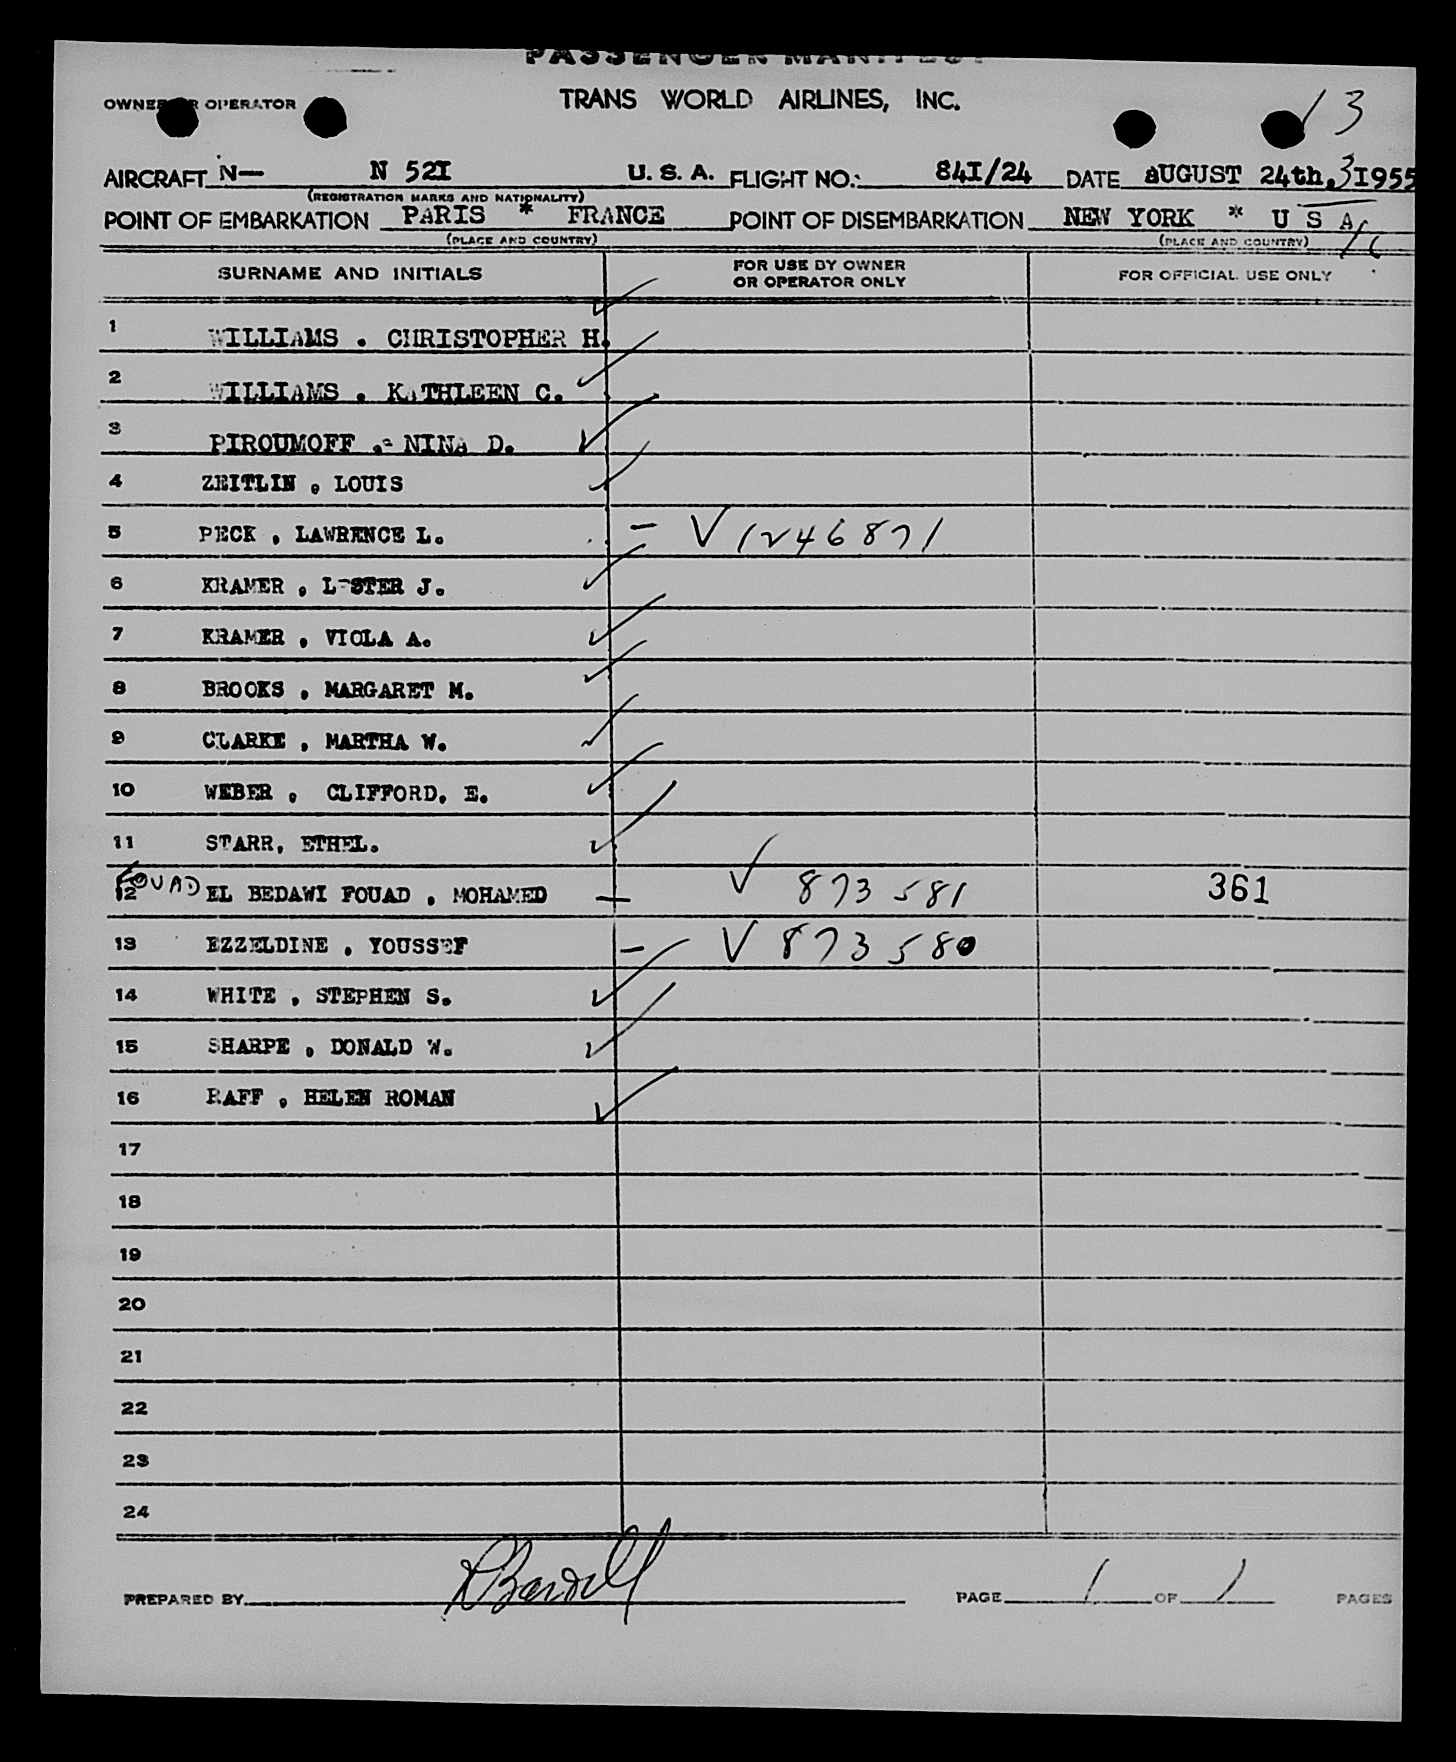 PASSENGER MANIFEST
OWNER OR OPERATOR TRANS WORLD AIRLINES, INC. 13
AIRCRAFT N— N 52I U. S. A. FLIGHT NO.: 84I/24 DATE aUGUST 24th. 3 I955
(REGISTRATION MARKS AND NATIONALITY)
POINT OF EMBARKATION PARIS * FRANCE POINT OF DISEMBARKATION NEW YORK * U S A
(PLACE AND COUNTRY) (PLACE AND COUNTRY)
SURNAME AND INITIALS FOR USE BY OWNER OR OPERATOR ONLY FOR OFFICIAL USE ONLY
1 WILLIAMS . CHRISTOPHER H. ✓
2 WILLIAMS . KATHLEEN C. ✓
3 PIROUMOFF . NINA D. ✓
4 ZEITLIN , LOUIS ✓
5 PECK , LAWRENCE L. — ✓ 1246871
6 KRAMER , LESTER J. ✓
7 KRAMER , VIOLA A. ✓
8 BROOKS , MARGARET M. ✓
9 CLARKE , MARTHA W. ✓
10 WEBER , CLIFFORD, E. ✓
11 STARR, ETHEL. ✓
12 FOUAD EL BEDAWI FOUAD , MOHAMED — ✓ 873581 361
13 EZZELDINE , YOUSSEF — ✓ 873580
14 WHITE , STEPHEN S. ✓
15 SHARPE , DONALD W. ✓
16 RAFF , HELEN ROMAN ✓
17
18
19
20
21
22
23
24
PREPARED BY PAGE 1 OF 1 PAGES